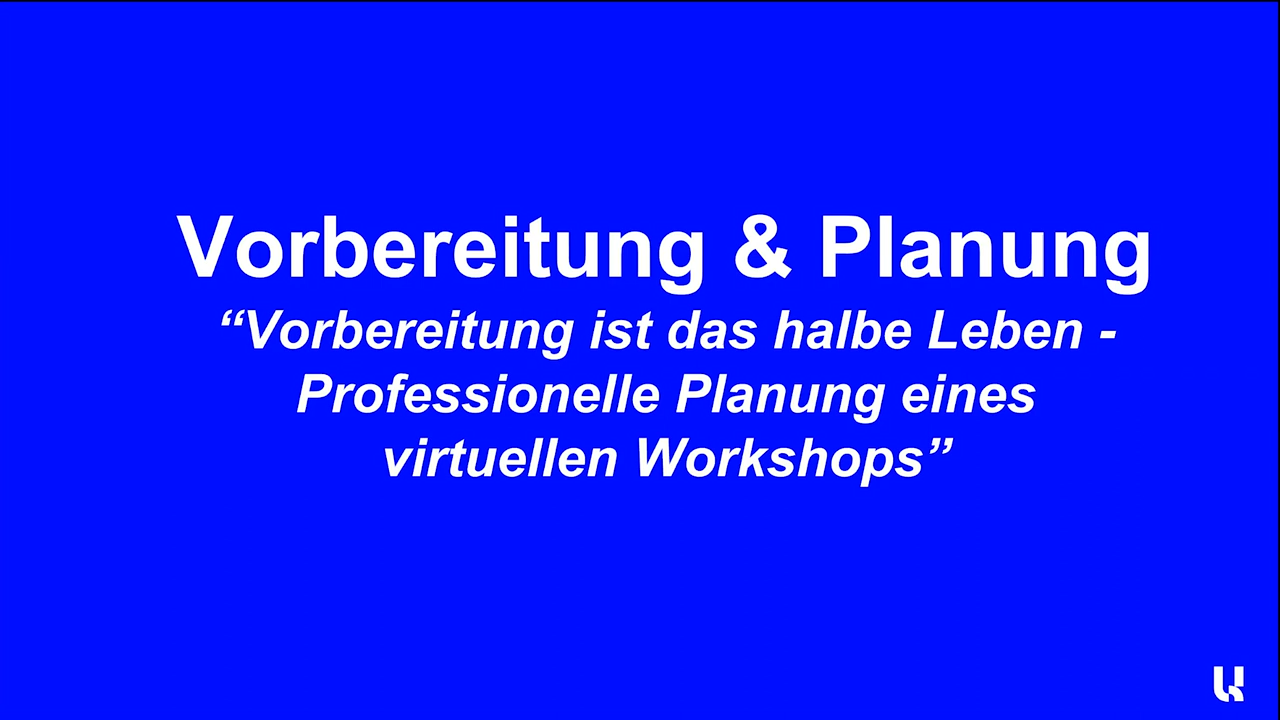 Vorbereitung & Planung
“Vorbereitung ist das halbe Leben -
Professionelle Planung eines
virtuellen Workshops”